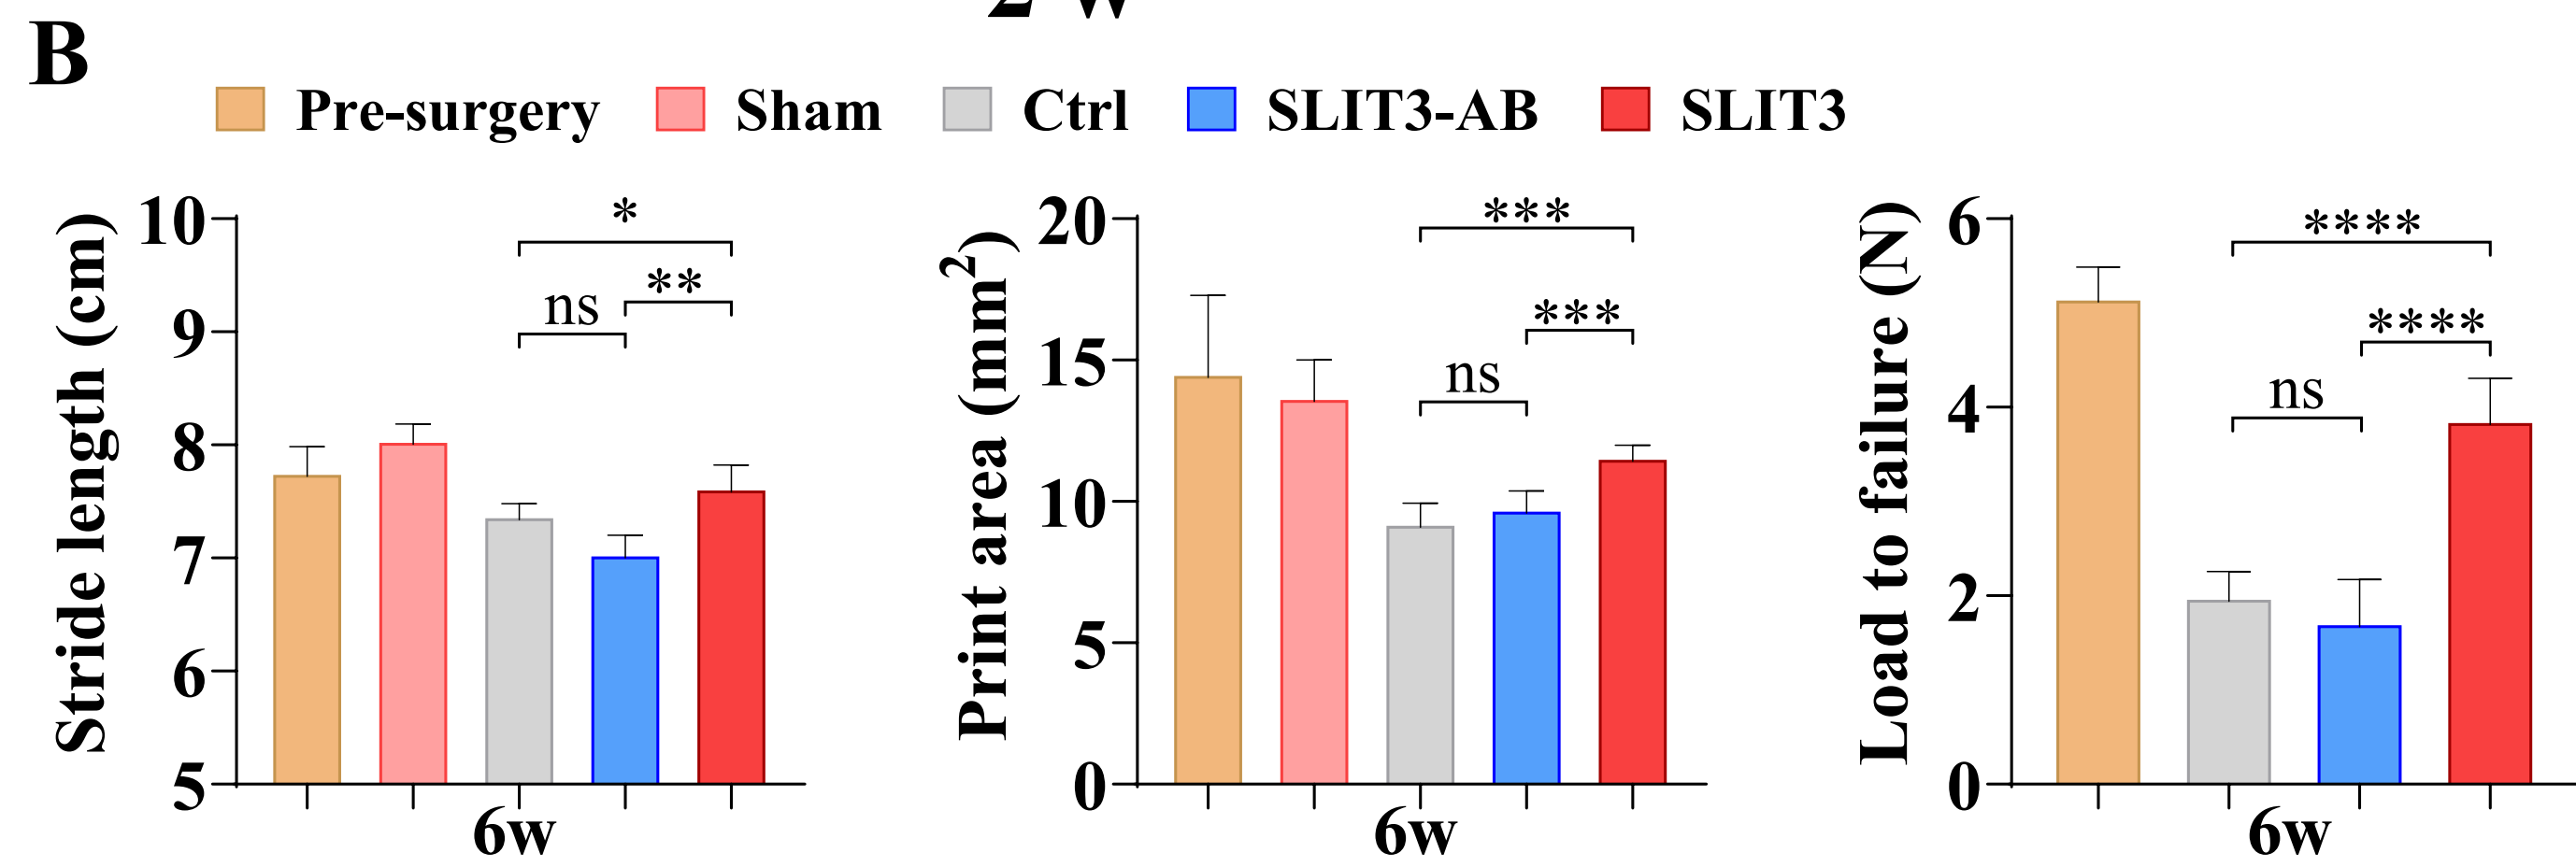 2 w
B
Pre-surgery Sham Ctrl SLIT3-AB SLIT3
Stride length (cm)
10
9
8
7
6
5
*
**
ns
6w
Print area (mm²)
20
15
10
5
0
***
***
ns
6w
Load to failure (N)
6
4
2
0
****
****
ns
6w